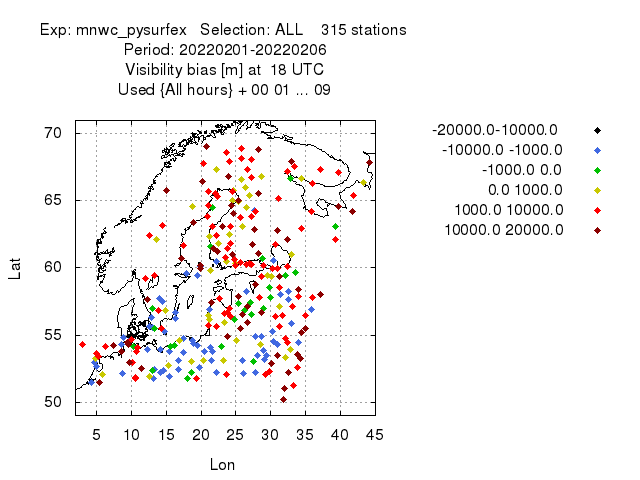 Exp: mnwc_pysurfex   Selection: ALL    315 stations
Period: 20220201-20220206
Visibility bias [m] at  18 UTC
Used {All hours} + 00 01 ... 09
70
65
60
55
50
Lat
5 10 15 20 25 30 35 40 45
Lon
-20000.0-10000.0
-10000.0 -1000.0
-1000.0 0.0
0.0 1000.0
1000.0 10000.0
10000.0 20000.0